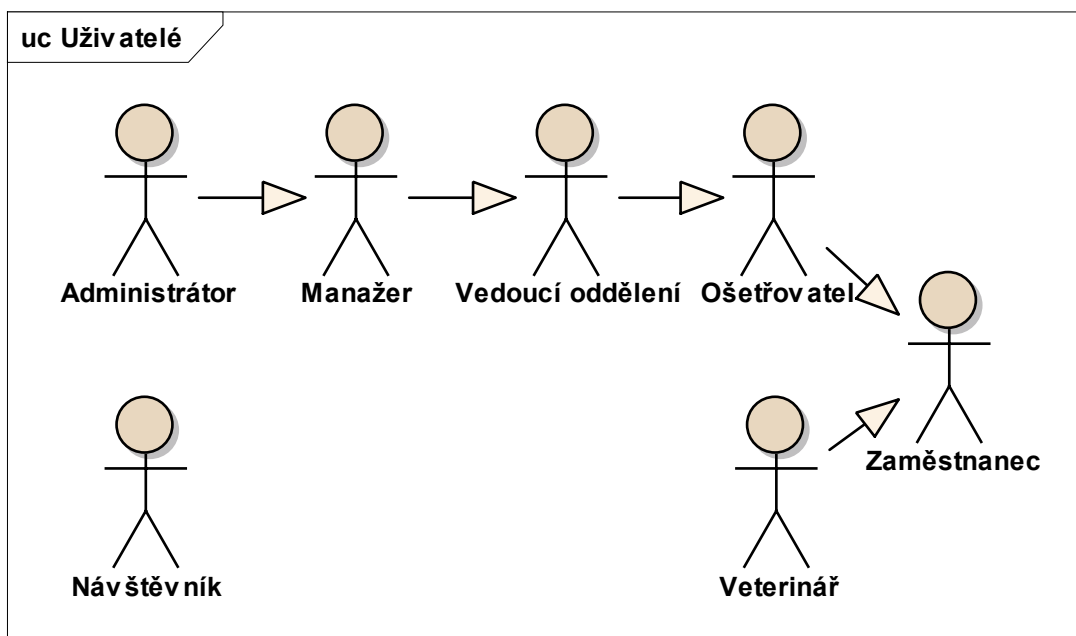 uc Uživatelé
Administrátor
Manažer
Vedoucí oddělení
Ošetřovatel
Zaměstnanec
Návštěvník
Veterinář